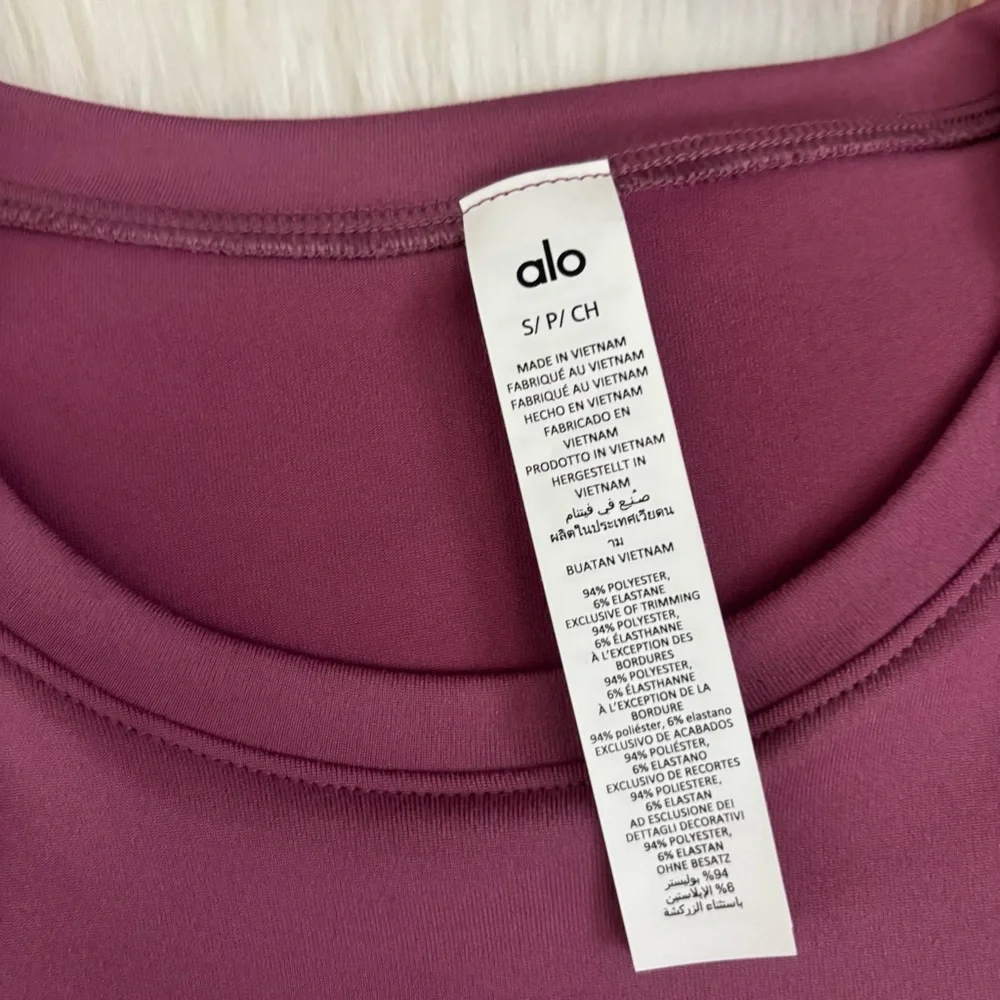 alo
S/ P/ CH
MADE IN VIETNAM
FABRIQUÉ AU VIETNAM
FABRIQUÉ AU VIETNAM
HECHO EN VIETNAM
FABRICADO EN
VIETNAM
PRODOTTO IN VIETNAM
HERGESTELLT IN
VIETNAM
صُنِع في فيتنام
ผลิตในประเทศเวียดน
าม
BUATAN VIETNAM
94% POLYESTER,
6% ELASTANE
EXCLUSIVE OF TRIMMING
94% POLYESTER,
6% ÉLASTHANNE
À L'EXCEPTION DES
BORDURES
94% POLYESTER,
6% ÉLASTHANNE
À L'EXCEPTION DE LA
BORDURE
94% poliéster, 6% elastano
EXCLUSIVO DE ACABADOS
94% POLIÉSTER,
6% ELASTANO
EXCLUSIVO DE RECORTES
94% POLIESTERE,
6% ELASTAN
AD ESCLUSIONE DEI
DETTAGLI DECORATIVI
94% POLYESTER,
6% ELASTAN
OHNE BESATZ
94% بوليستر
6% الإيلاستين
باستثناء الزركشة